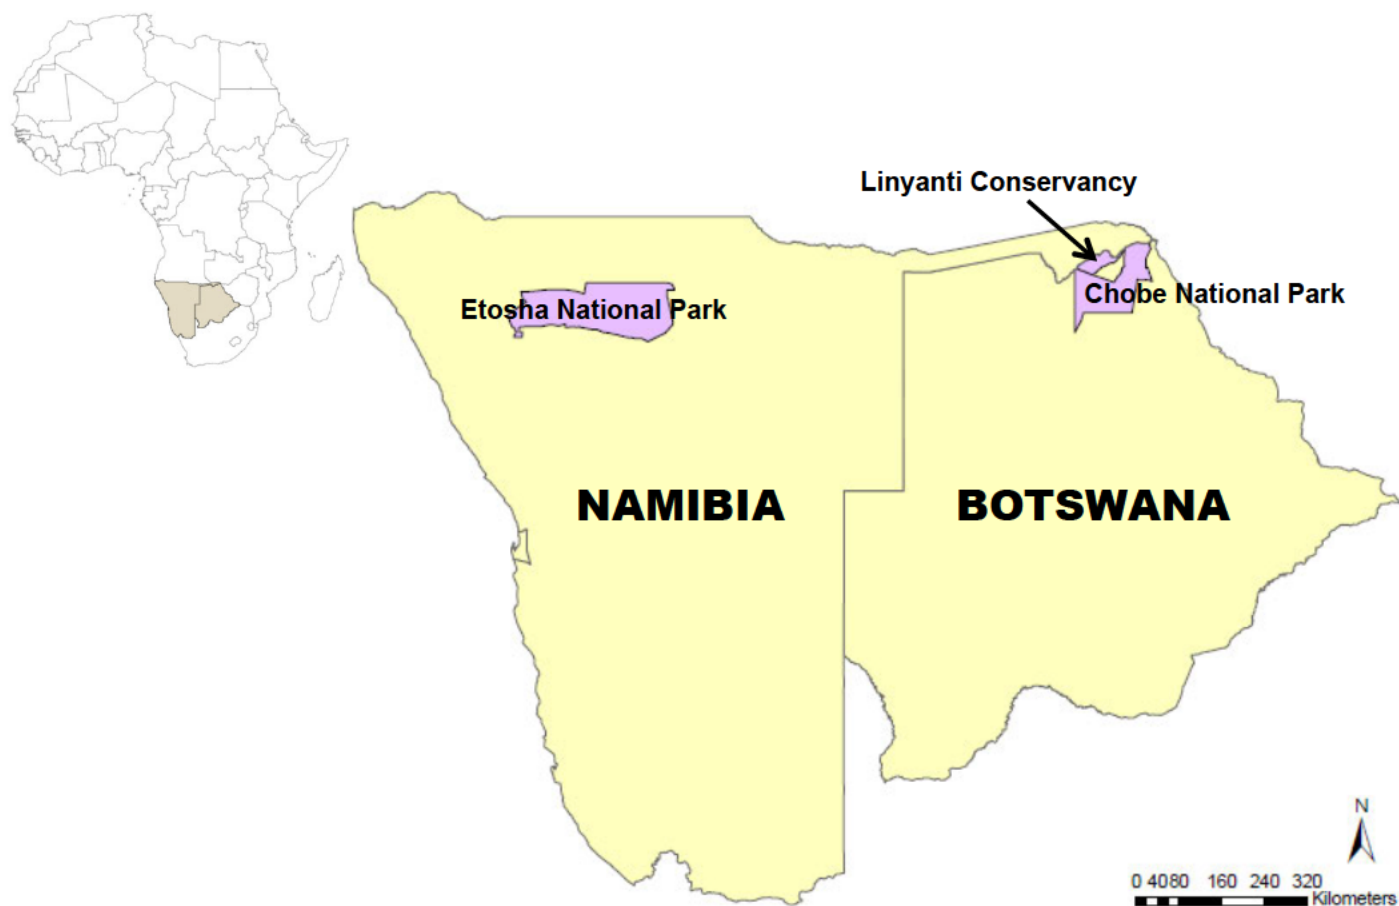 Linyanti Conservancy
Chobe National Park
Etosha National Park
NAMIBIA
BOTSWANA
N
0 40 80 160 240 320
Kilometers